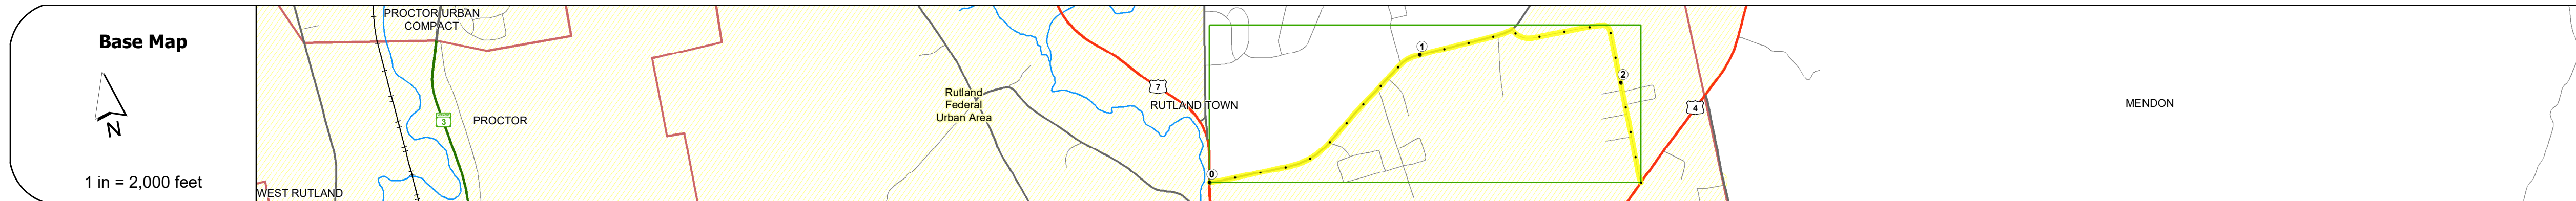 Base Map
N
1 in = 2,000 feet
PROCTOR URBAN
COMPACT
3
PROCTOR
WEST RUTLAND
Rutland
Federal
Urban Area
7
RUTLAND TOWN
0
1
2
4
MENDON